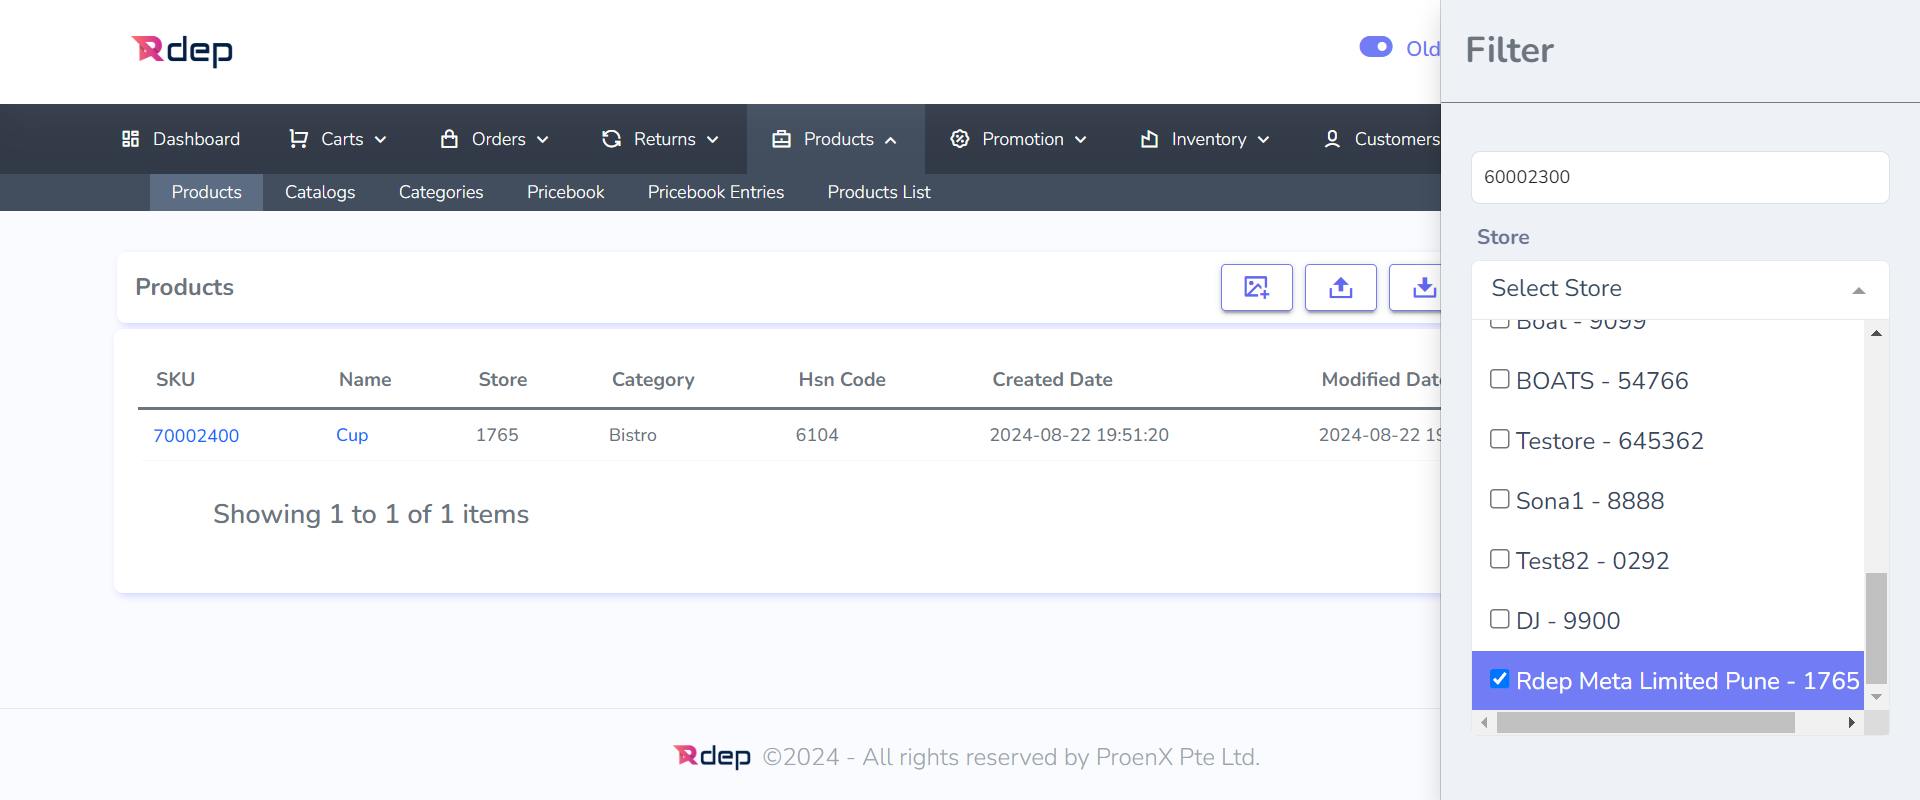 Rdep
Old
Dashboard Carts Orders Returns Products Promotion Inventory Customers
Products Catalogs Categories Pricebook Pricebook Entries Products List
Products
SKU Name Store Category Hsn Code Created Date Modified Dat
70002400 Cup 1765 Bistro 6104 2024-08-22 19:51:20 2024-08-22 19
Showing 1 to 1 of 1 items
Rdep ©2024 - All rights reserved by ProenX Pte Ltd.
Filter
60002300
Store
Select Store
Boat - 9099
BOATS - 54766
Testore - 645362
Sona1 - 8888
Test82 - 0292
DJ - 9900
Rdep Meta Limited Pune - 1765